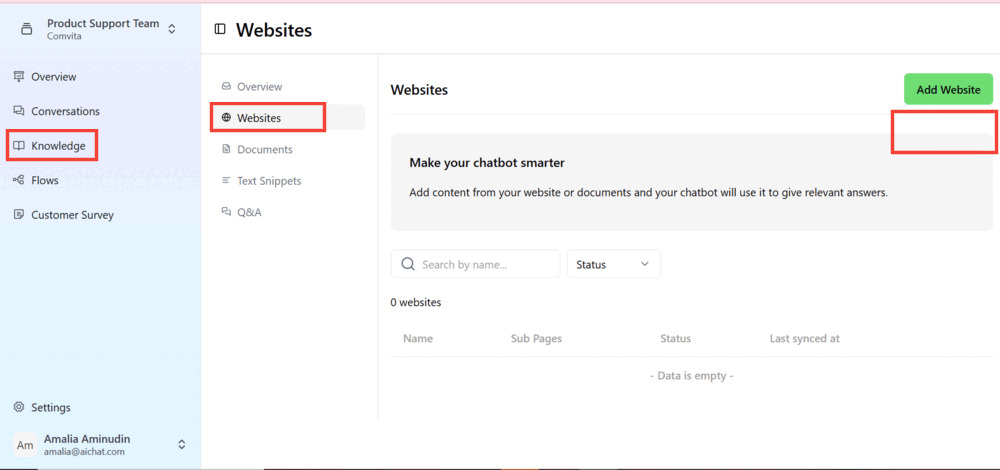 Product Support Team
Comvita
Overview
Conversations
Knowledge
Flows
Customer Survey
Settings
Am
Amalia Aminudin
amalia@aichat.com
Websites
Overview
Websites
Documents
Text Snippets
Q&A
Websites
Add Website
Make your chatbot smarter
Add content from your website or documents and your chatbot will use it to give relevant answers.
Search by name...
Status
0 websites
Name Sub Pages Status Last synced at
- Data is empty -